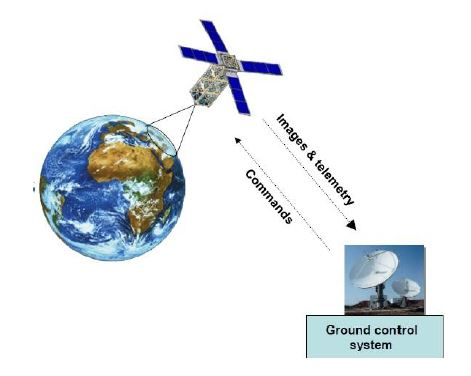 Images & telemetry
Commands
Ground control
system